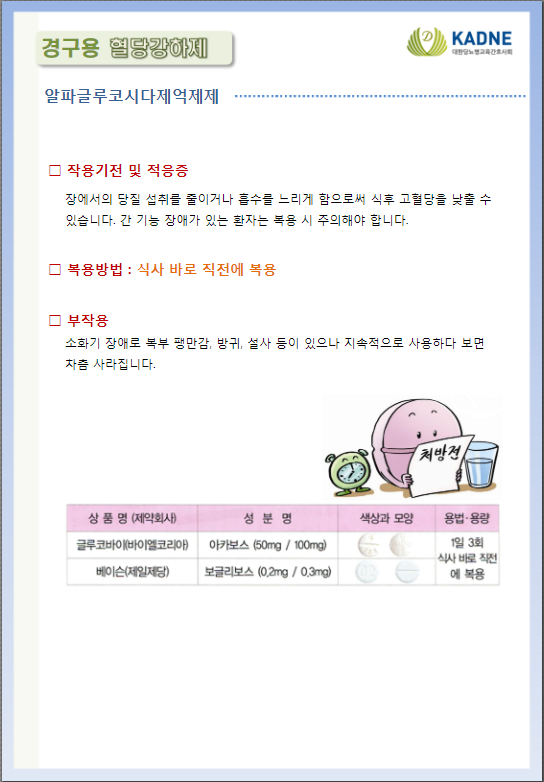 경구용 혈당강하제
KADNE
대한당뇨병교육간호사회
알파글루코시다제억제제
□ 작용기전 및 적응증
장에서의 당질 섭취를 줄이거나 흡수를 느리게 함으로써 식후 고혈당을 낮출 수
있습니다. 간 기능 장애가 있는 환자는 복용 시 주의해야 합니다.
□ 복용방법 : 식사 바로 직전에 복용
□ 부작용
소화기 장애로 복부 팽만감, 방귀, 설사 등이 있으나 지속적으로 사용하다 보면
차츰 사라집니다.
처방전
상 품 명 (제약회사) 성 분 명 색상과 모양 용법·용량
글루코바이(바이엘코리아) 아카보스 (50mg / 100mg) 1일 3회
식사 바로 직전
베이슨(제일제당) 보글리보스 (0,2mg / 0,3mg) 에 복용